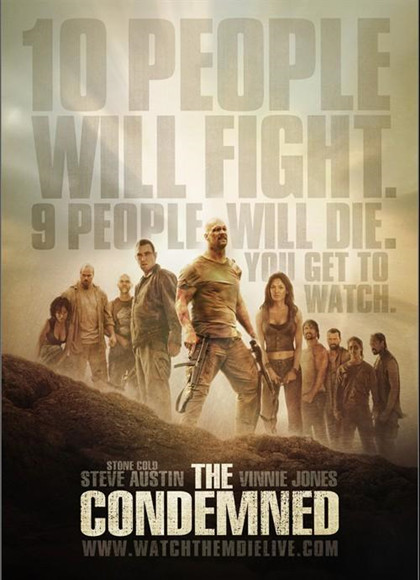 10 PEOPLE
WILL FIGHT.
9 PEOPLE WILL DIE.
YOU GET TO
WATCH.
STONE COLD
STEVE AUSTIN THE VINNIE JONES
CONDEMNED
WWW.WATCHTHEMDIELIVE.COM